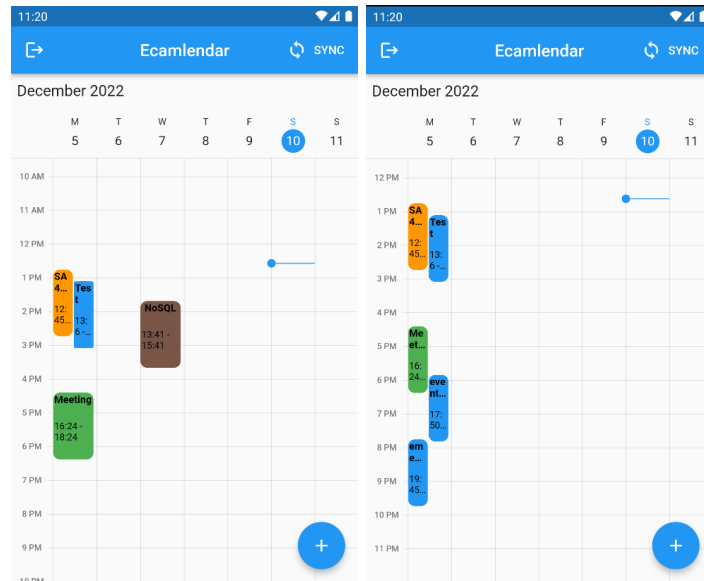 11:20
Ecamlendar
SYNC
December 2022
M T W T F S S
5 6 7 8 9 10 11
10 AM
11 AM
12 PM
1 PM
2 PM
3 PM
4 PM
5 PM
6 PM
7 PM
8 PM
9 PM
10 PM
SA
4...
12:
45...
Tes
t
13:
6 -...
NoSQL
13:41 -
15:41
Meeting
16:24 -
18:24
+
11:20
Ecamlendar
SYNC
December 2022
M T W T F S S
5 6 7 8 9 10 11
12 PM
1 PM
2 PM
3 PM
4 PM
5 PM
6 PM
7 PM
8 PM
9 PM
10 PM
11 PM
SA
4...
12:
45...
Tes
t
13:
6 -...
Me
et...
16:
24...
eve
nt...
17:
50...
em
e...
19:
45...
+